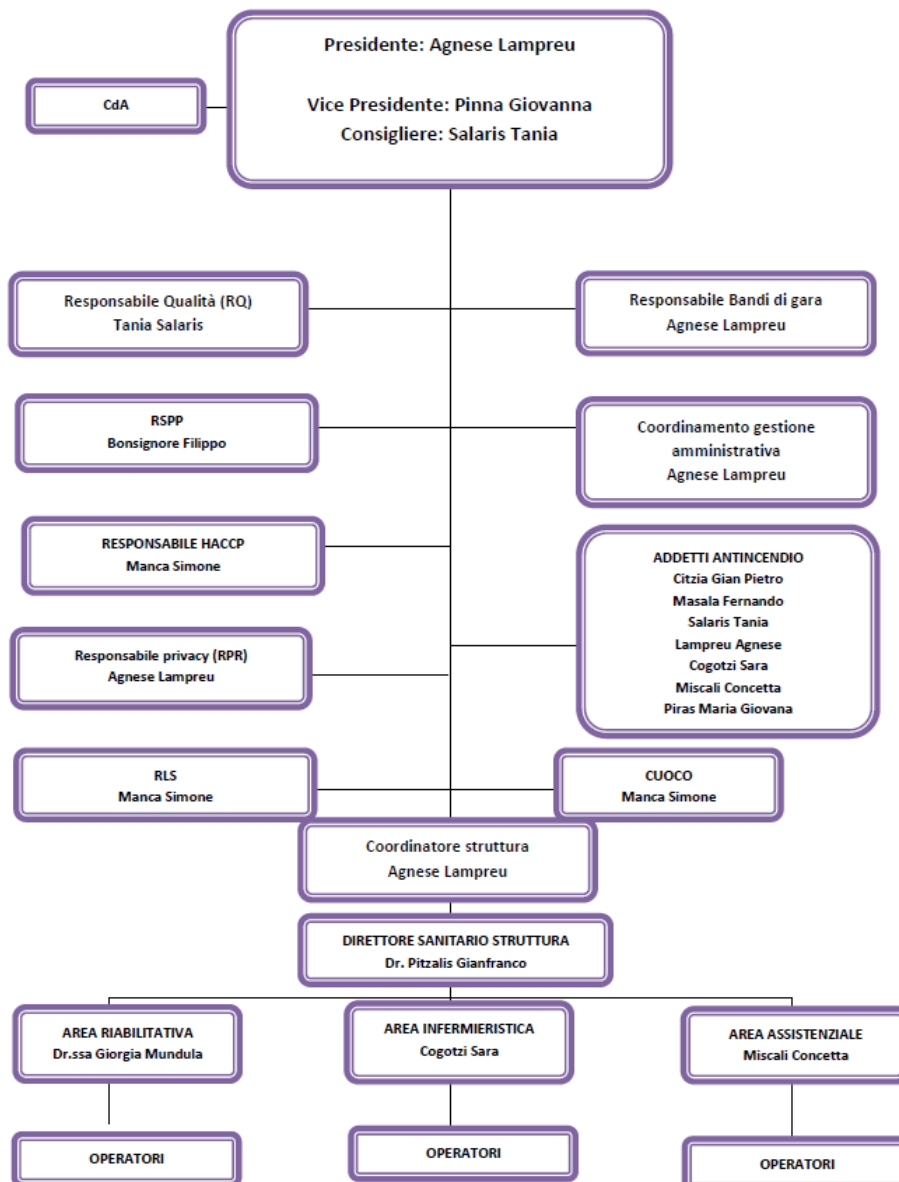 Presidente: Agnese Lampreu
CdA
Vice Presidente: Pinna Giovanna
Consigliere: Salaris Tania
Responsabile Qualità (RQ)
Tania Salaris
Responsabile Bandi di gara
Agnese Lampreu
RSPP
Bonsignore Filippo
Coordinamento gestione
amministrativa
Agnese Lampreu
RESPONSABILE HACCP
Manca Simone
ADDETTI ANTINCENDIO
Citzia Gian Pietro
Masala Fernando
Salaris Tania
Lampreu Agnese
Cogotzi Sara
Miscali Concetta
Piras Maria Giovana
Responsabile privacy (RPR)
Agnese Lampreu
RLS
Manca Simone
CUOCO
Manca Simone
Coordinatore struttura
Agnese Lampreu
DIRETTORE SANITARIO STRUTTURA
Dr. Pitzalis Gianfranco
AREA RIABILITATIVA
Dr.ssa Giorgia Mundula
AREA INFERMIERISTICA
Cogotzi Sara
AREA ASSISTENZIALE
Miscali Concetta
OPERATORI
OPERATORI
OPERATORI